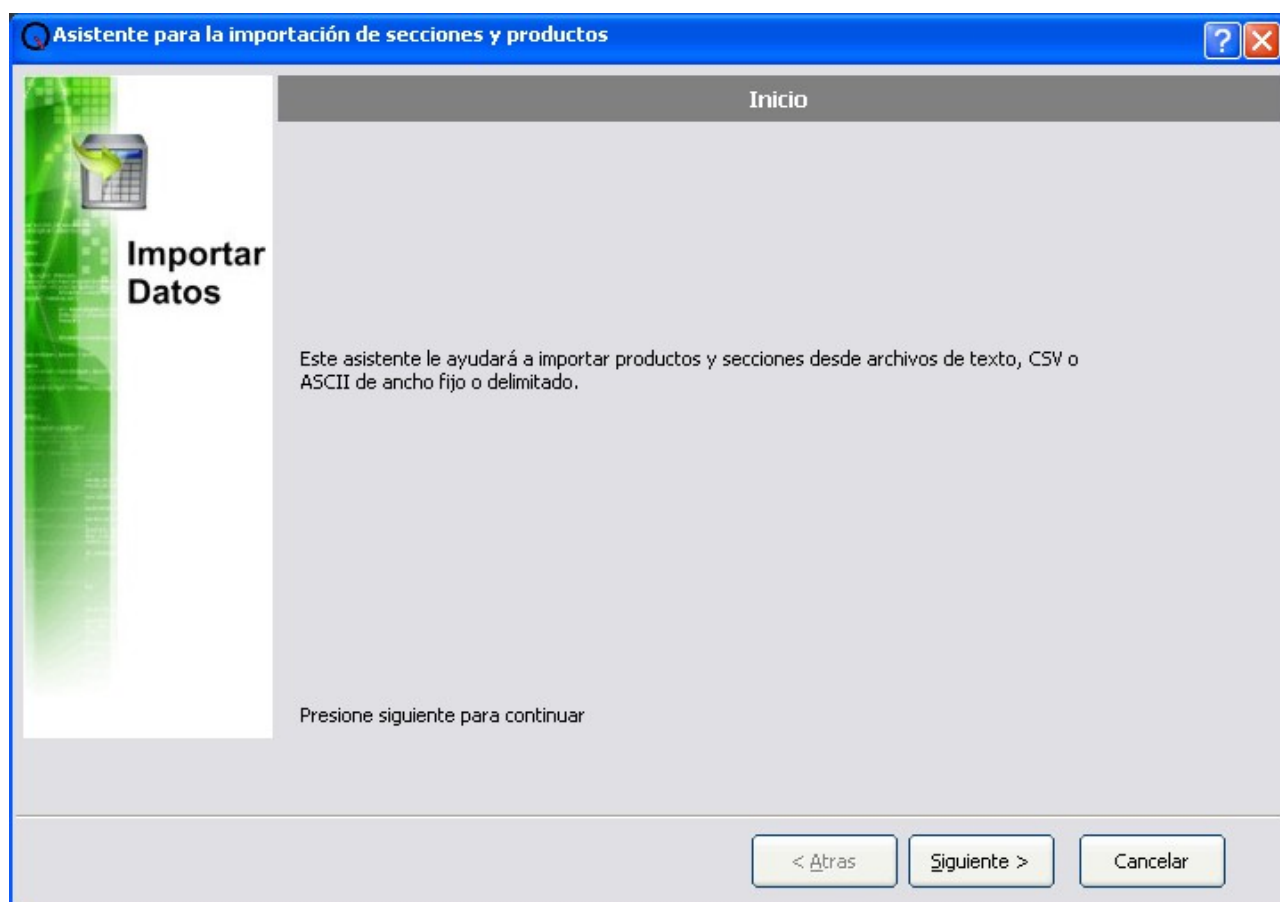 Asistente para la importación de secciones y productos
Inicio
Importar
Datos
Este asistente le ayudará a importar productos y secciones desde archivos de texto, CSV o
ASCII de ancho fijo o delimitado.
Presione siguiente para continuar
< Atras
Siguiente >
Cancelar